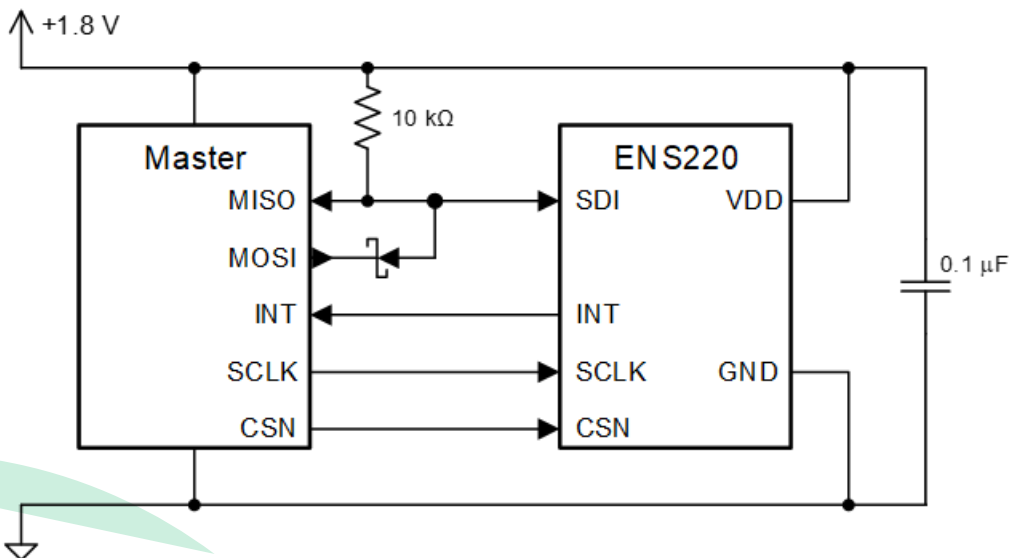 +1.8 V
10 kΩ
Master
ENS220
MISO
SDI
VDD
MOSI
0.1 μF
INT
INT
SCLK
SCLK
GND
CSN
CSN